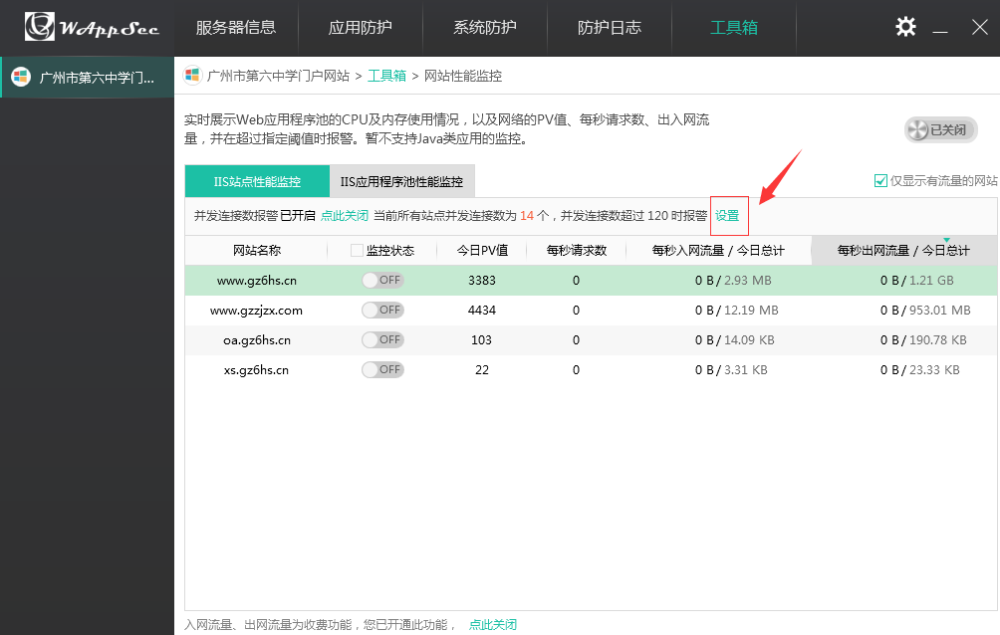 WAppSec 服务器信息 应用防护 系统防护 防护日志 工具箱
广州市第六中学门...
广州市第六中学门户网站 > 工具箱 > 网站性能监控
实时展示Web应用程序池的CPU及内存使用情况，以及网络的PV值、每秒请求数、出入网流
量，并在超过指定阈值时报警。暂不支持Java类应用的监控。
已关闭
IIS站点性能监控 IIS应用程序池性能监控 仅显示有流量的网站
并发连接数报警已开启 点此关闭 当前所有站点并发连接数为 14 个，并发连接数超过 120 时报警 设置
网站名称 监控状态 今日PV值 每秒请求数 每秒入网流量 / 今日总计 每秒出网流量 / 今日总计
www.gz6hs.cn OFF 3383 0 0 B / 2.93 MB 0 B / 1.21 GB
www.gzzjzx.com OFF 4434 0 0 B / 12.19 MB 0 B / 953.01 MB
oa.gz6hs.cn OFF 103 0 0 B / 14.09 KB 0 B / 190.78 KB
xs.gz6hs.cn OFF 22 0 0 B / 3.31 KB 0 B / 23.33 KB
入网流量、出网流量为收费功能，您已开通此功能， 点此关闭